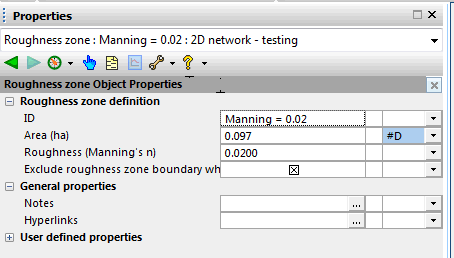 Properties
Roughness zone : Manning = 0.02 : 2D network - testing
Roughness zone Object Properties
Roughness zone definition
ID Manning = 0.02
Area (ha) 0.097 #D
Roughness (Manning's n) 0.0200
Exclude roughness zone boundary wh
General properties
Notes ...
Hyperlinks ...
User defined properties